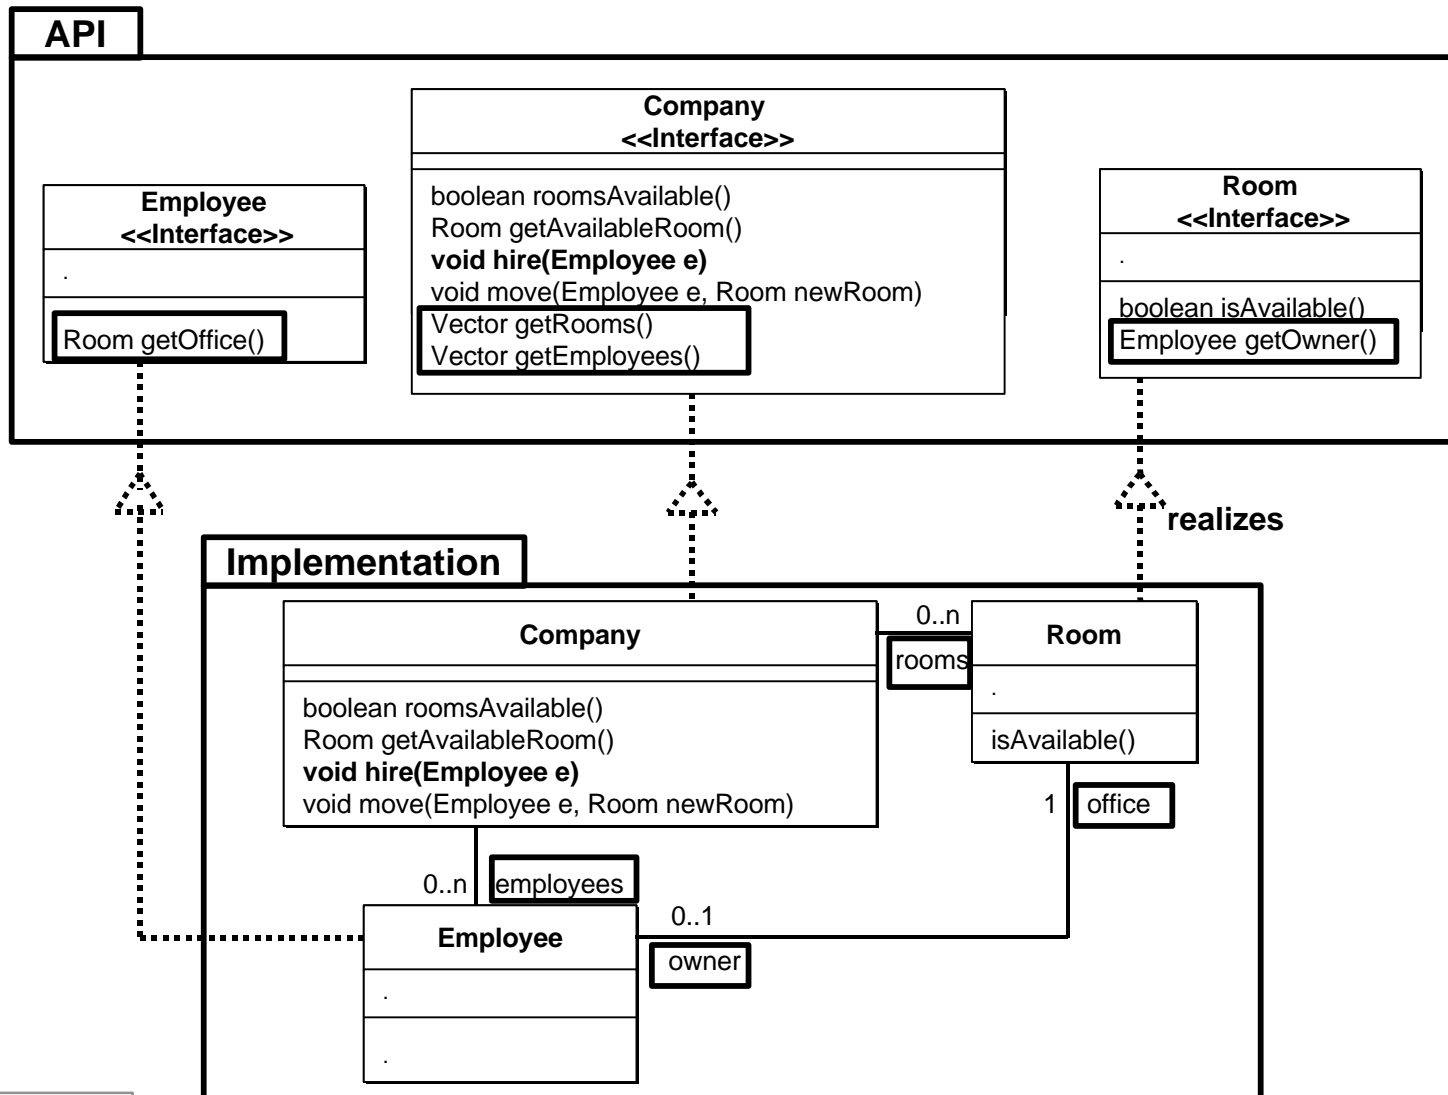 API
Company
<<Interface>>
boolean roomsAvailable()
Room getAvailableRoom()
void hire(Employee e)
void move(Employee e, Room newRoom)
Vector getRooms()
Vector getEmployees()
Employee
<<Interface>>
.
Room getOffice()
Room
<<Interface>>
.
boolean isAvailable()
Employee getOwner()
realizes
Implementation
Company
boolean roomsAvailable()
Room getAvailableRoom()
void hire(Employee e)
void move(Employee e, Room newRoom)
0..n
rooms
Room
.
isAvailable()
1 office
0..n employees
Employee
.
.
0..1
owner